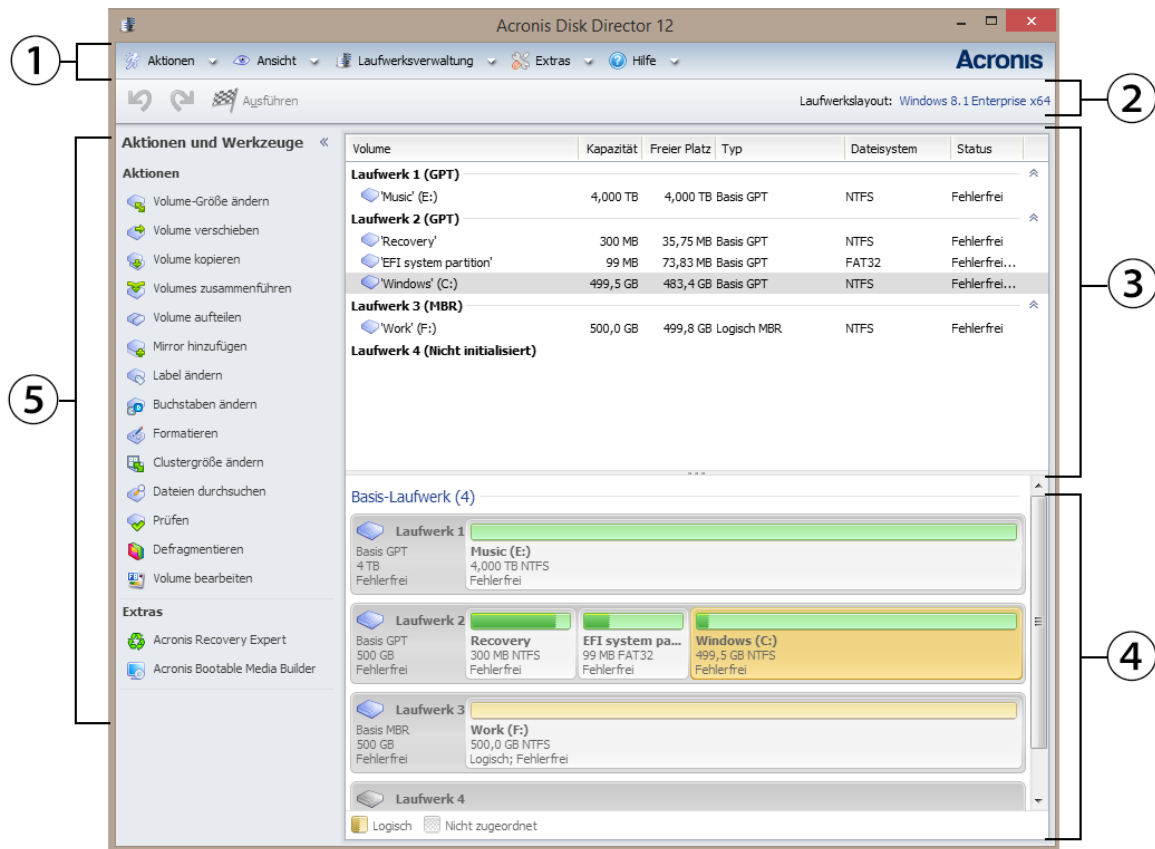 Acronis Disk Director 12
1
Aktionen Ansicht Laufwerksverwaltung Extras Hilfe Acronis
Ausführen Laufwerkslayout: Windows 8.1 Enterprise x64
2
5
Aktionen und Werkzeuge «
Aktionen
Volume-Größe ändern
Volume verschieben
Volume kopieren
Volumes zusammenführen
Volume aufteilen
Mirror hinzufügen
Label ändern
Buchstaben ändern
Formatieren
Clustergröße ändern
Dateien durchsuchen
Prüfen
Defragmentieren
Volume bearbeiten
Extras
Acronis Recovery Expert
Acronis Bootable Media Builder
3
Volume Kapazität Freier Platz Typ Dateisystem Status
Laufwerk 1 (GPT)
'Music' (E:) 4,000 TB 4,000 TB Basis GPT NTFS Fehlerfrei
Laufwerk 2 (GPT)
'Recovery' 300 MB 35,75 MB Basis GPT NTFS Fehlerfrei
'EFI system partition' 99 MB 73,83 MB Basis GPT FAT32 Fehlerfrei...
'Windows' (C:) 499,5 GB 483,4 GB Basis GPT NTFS Fehlerfrei...
Laufwerk 3 (MBR)
'Work' (F:) 500,0 GB 499,8 GB Logisch MBR NTFS Fehlerfrei
Laufwerk 4 (Nicht initialisiert)
4
Basis-Laufwerk (4)
Laufwerk 1
Basis GPT
4 TB
Fehlerfrei
Music (E:)
4,000 TB NTFS
Fehlerfrei
Laufwerk 2
Basis GPT
500 GB
Fehlerfrei
Recovery
300 MB NTFS
Fehlerfrei
EFI system pa...
99 MB FAT32
Fehlerfrei
Windows (C:)
499,5 GB NTFS
Fehlerfrei
Laufwerk 3
Basis MBR
500 GB
Fehlerfrei
Work (F:)
500,0 GB NTFS
Logisch; Fehlerfrei
Laufwerk 4
Logisch Nicht zugeordnet